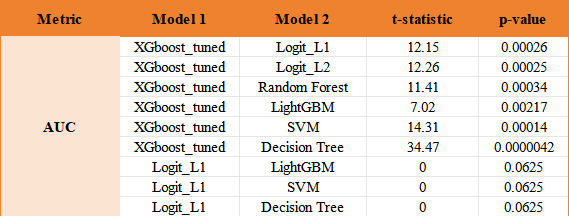 Metric Model 1 Model 2 t-statistic p-value
XGboost_tuned Logit_L1 12.15 0.00026
XGboost_tuned Logit_L2 12.26 0.00025
XGboost_tuned Random Forest 11.41 0.00034
XGboost_tuned LightGBM 7.02 0.00217
AUC XGboost_tuned SVM 14.31 0.00014
XGboost_tuned Decision Tree 34.47 0.0000042
Logit_L1 LightGBM 0 0.0625
Logit_L1 SVM 0 0.0625
Logit_L1 Decision Tree 0 0.0625